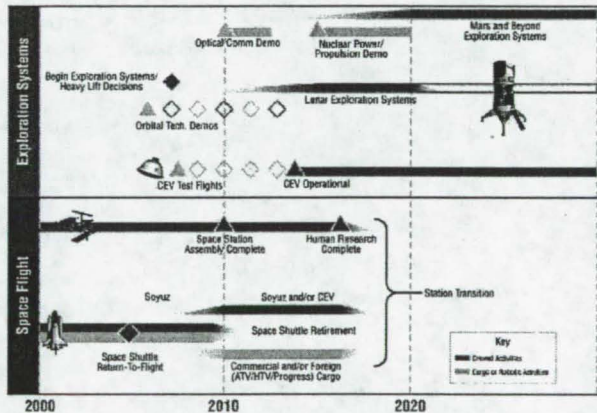 Exploration Systems
Optical/Comm Demo
Nuclear Power/
Propulsion Demo
Mars and Beyond
Exploration Systems
Begin Exploration Systems/
Heavy Lift Decisions
Lunar Exploration Systems
Orbital Tech. Demos
CEV Test Flights
CEV Operational
Space Flight
Space Station
Assembly Complete
Human Research
Complete
Station Transition
Soyuz
Soyuz and/or CEV
Space Shuttle Retirement
Space Shuttle
Return-To-Flight
Commercial and/or Foreign
(ATV/HTV/Progress) Cargo
Key
Crewed Activities
Cargo or Robotic Activities
2000
2010
2020